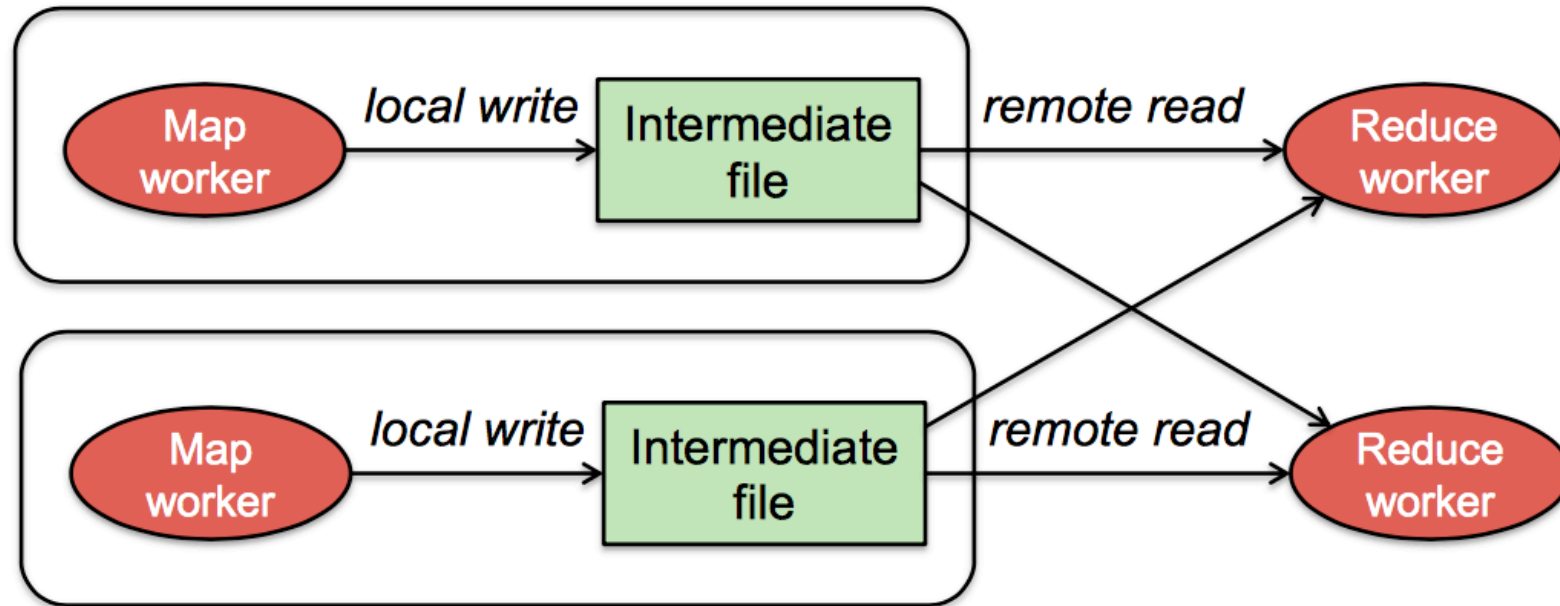 Map
worker
local write
Intermediate
file
remote read
Reduce
worker
Map
worker
local write
Intermediate
file
remote read
Reduce
worker